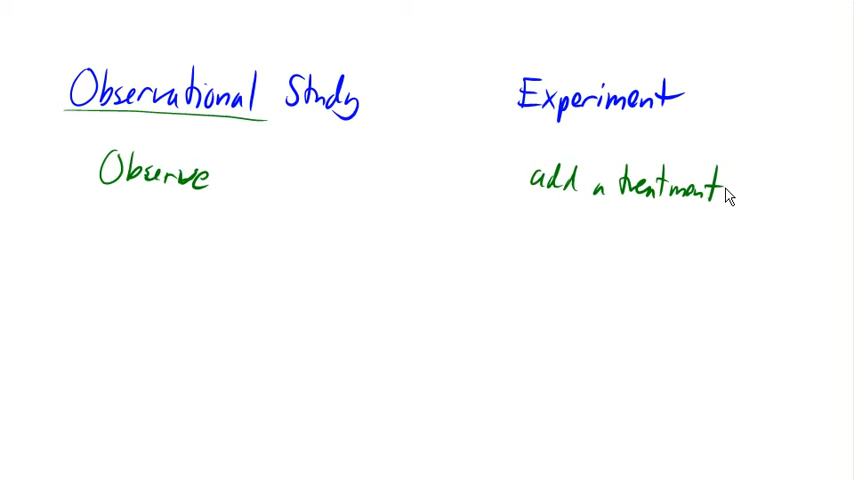 Observational Study
Experiment
Observe
add a treatment